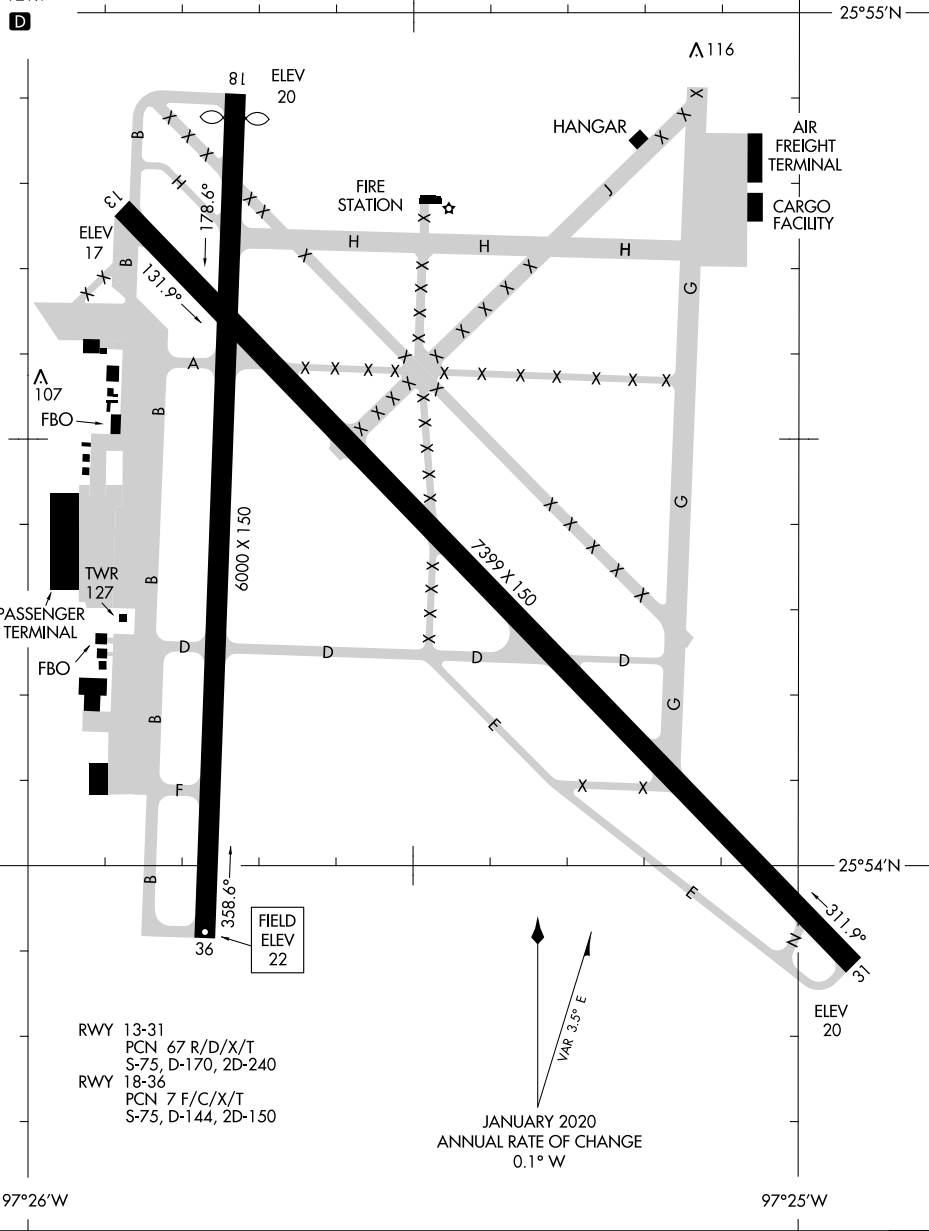 D
25°55'N
116
18
ELEV
20
HANGAR
AIR
FREIGHT
TERMINAL
B
FIRE
STATION
J
H
CARGO
FACILITY
178.6°
13
ELEV
17
H
H
H
B
131.9°
G
A
107
B
FBO
G
6000 X 150
7399 X 150
TWR
127
B
PASSENGER
TERMINAL
D
D
D
D
FBO
G
B
E
F
25°54'N
B
358.6°
E
311.9°
FIELD
ELEV
22
36
N
31
ELEV
20
VAR 3.5° E
RWY 13-31
PCN 67 R/D/X/T
S-75, D-170, 2D-240
RWY 18-36
PCN 7 F/C/X/T
S-75, D-144, 2D-150
JANUARY 2020
ANNUAL RATE OF CHANGE
0.1° W
97°26'W
97°25'W